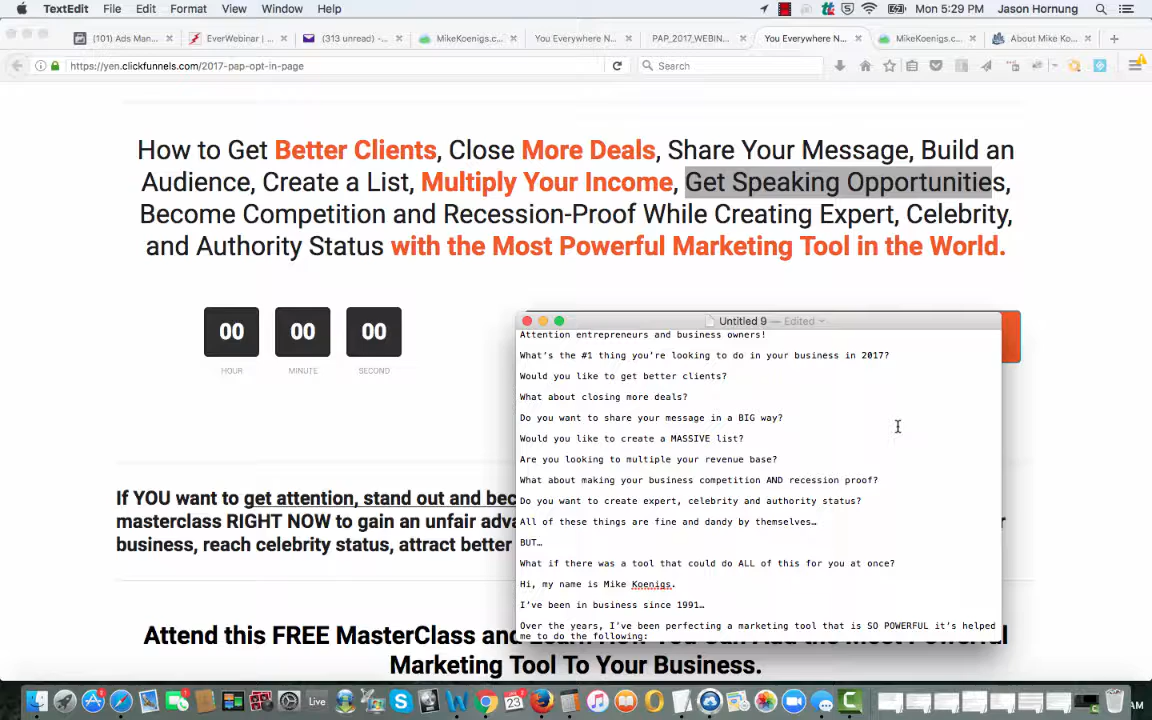 TextEdit File Edit Format View Window Help Mon 5:29 PM Jason Hornung
(101) Ads Man... EverWebinar | ... (313 unread) -... MikeKoenigs.c... You Everywhere N... PAP_2017_WEBIN... You Everywhere N... MikeKoenigs.c... About Mike Ko...
https://yen.clickfunnels.com/2017-pap-opt-in-page Search
How to Get Better Clients, Close More Deals, Share Your Message, Build an
Audience, Create a List, Multiply Your Income, Get Speaking Opportunities,
Become Competition and Recession-Proof While Creating Expert, Celebrity,
and Authority Status with the Most Powerful Marketing Tool in the World.
00 00 00
HOUR MINUTE SECOND
Untitled 9 — Edited
Attention entrepreneurs and business owners!
What's the #1 thing you're looking to do in your business in 2017?
Would you like to get better clients?
What about closing more deals?
Do you want to share your message in a BIG way?
Would you like to create a MASSIVE list?
Are you looking to multiple your revenue base?
What about making your business competition AND recession proof?
Do you want to create expert, celebrity and authority status?
All of these things are fine and dandy by themselves…
BUT…
What if there was a tool that could do ALL of this for you at once?
Hi, my name is Mike Koenigs.
I've been in business since 1991…
Over the years, I've been perfecting a marketing tool that is SO POWERFUL it's helped
me to do the following:
If YOU want to get attention, stand out and bec
masterclass RIGHT NOW to gain an unfair adva
business, reach celebrity status, attract better
Attend this FREE MasterClass and
Marketing Tool To Your Business.
Live 23